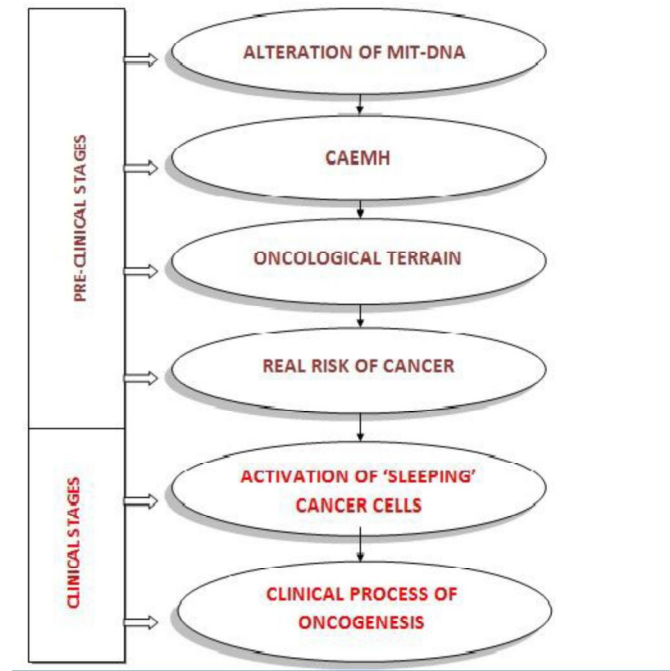 PRE-CLINICAL STAGES
ALTERATION OF MIT-DNA
CAEMH
ONCOLOGICAL TERRAIN
REAL RISK OF CANCER
CLINICAL STAGES
ACTIVATION OF ‘SLEEPING’
CANCER CELLS
CLINICAL PROCESS OF
ONCOGENESIS